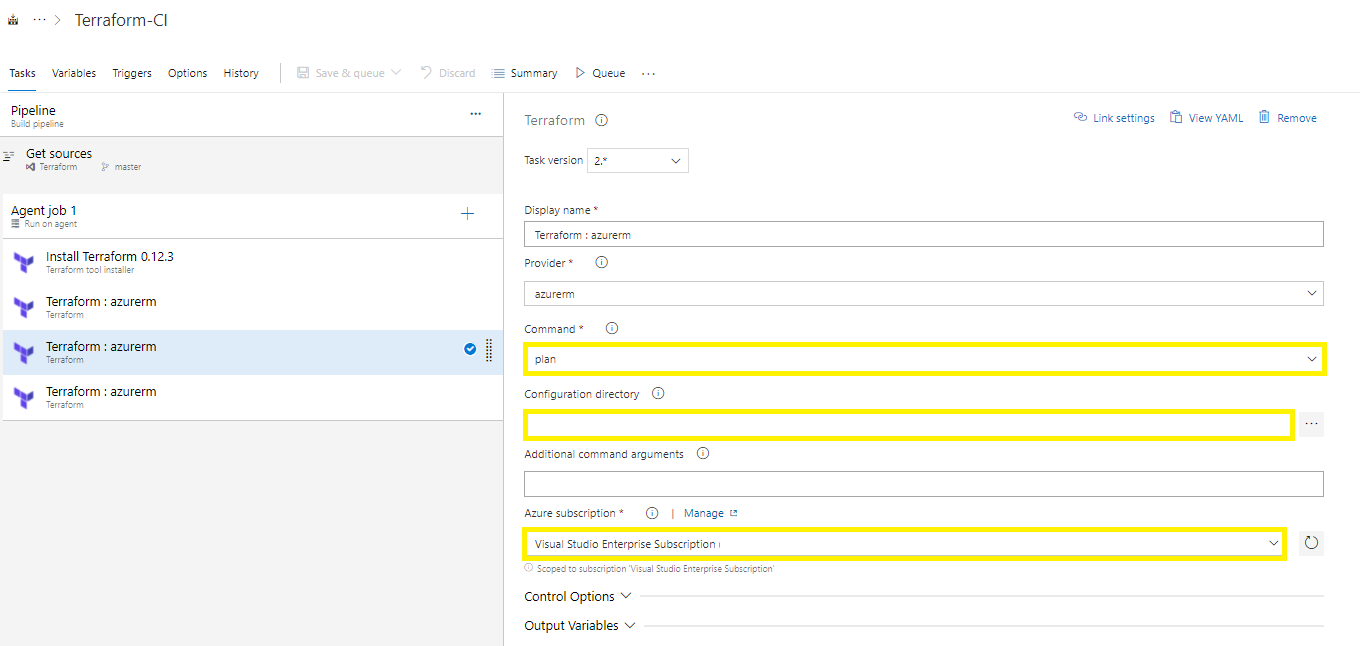 ··· > Terraform-CI
Tasks Variables Triggers Options History Save & queue Discard Summary Queue ···
Pipeline ···
Build pipeline
Get sources
Terraform master
Agent job 1 +
Run on agent
Install Terraform 0.12.3
Terraform tool installer
Terraform : azurerm
Terraform
Terraform : azurerm
Terraform
Terraform : azurerm
Terraform
Terraform Link settings View YAML Remove
Task version 2.*
Display name *
Terraform : azurerm
Provider *
azurerm
Command *
plan
Configuration directory
···
Additional command arguments
Azure subscription * | Manage
Visual Studio Enterprise Subscription
Scoped to subscription 'Visual Studio Enterprise Subscription'
Control Options
Output Variables